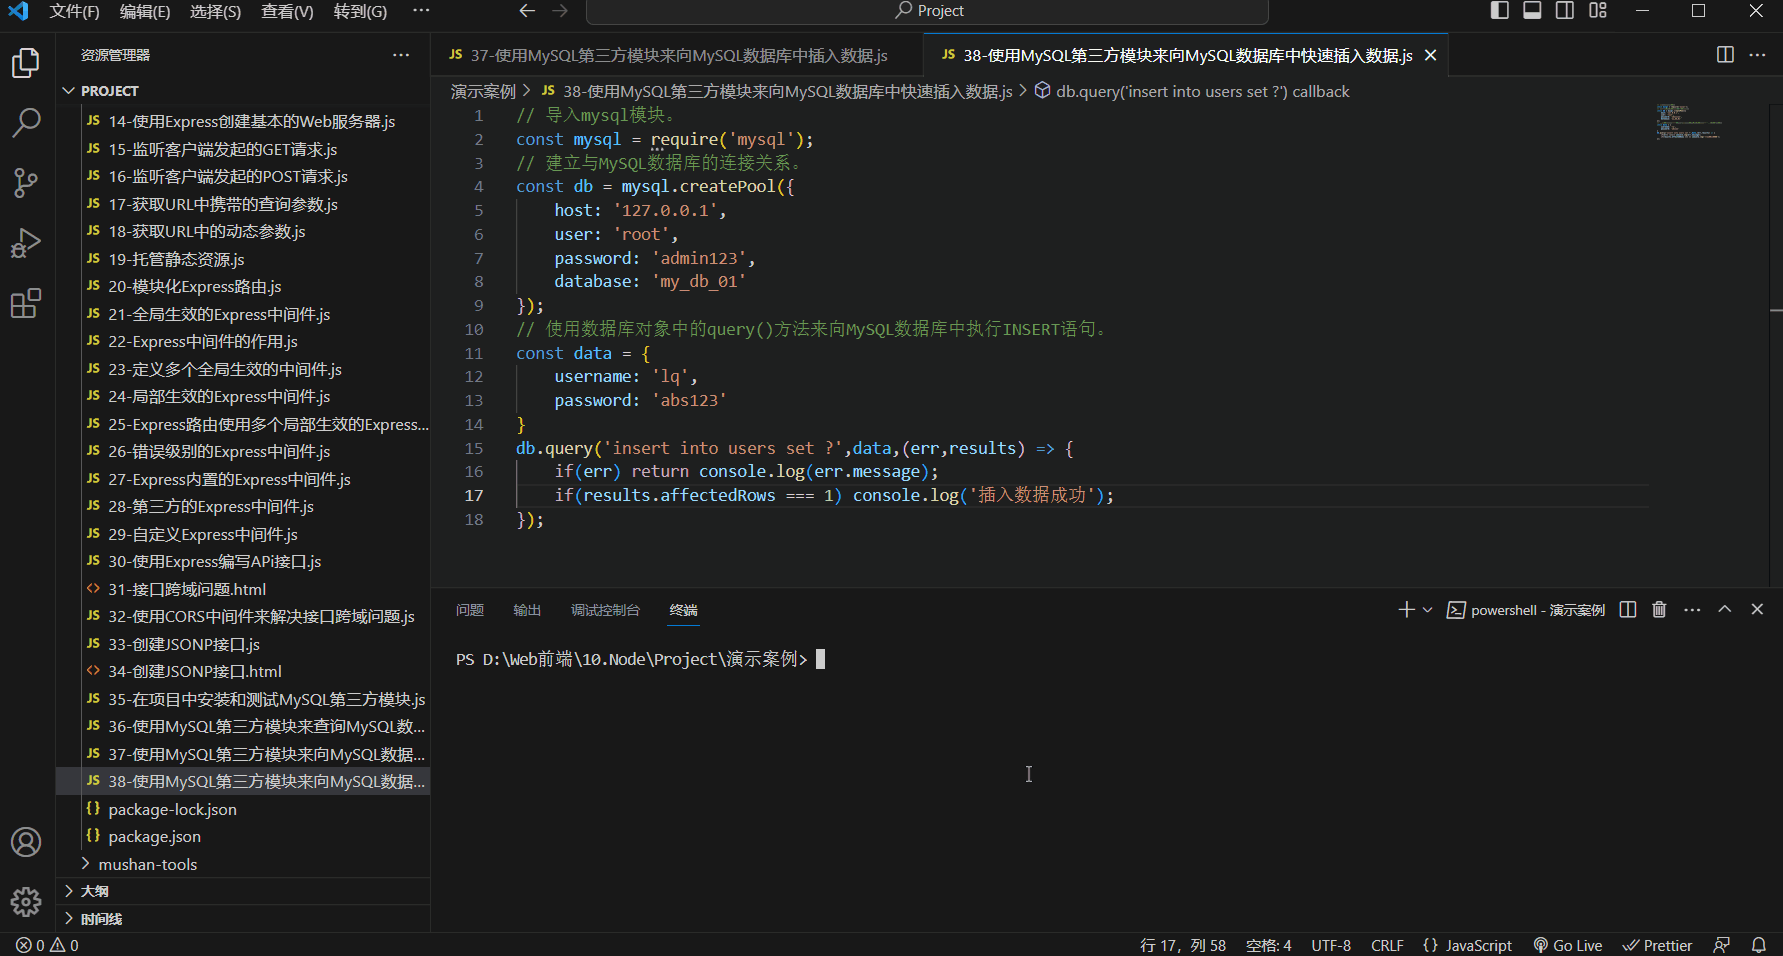 文件(F) 编辑(E) 选择(S) 查看(V) 转到(G) ··· Project
资源管理器
PROJECT
JS 14-使用Express创建基本的Web服务器.js
JS 15-监听客户端发起的GET请求.js
JS 16-监听客户端发起的POST请求.js
JS 17-获取URL中携带的查询参数.js
JS 18-获取URL中的动态参数.js
JS 19-托管静态资源.js
JS 20-模块化Express路由.js
JS 21-全局生效的Express中间件.js
JS 22-Express中间件的作用.js
JS 23-定义多个全局生效的中间件.js
JS 24-局部生效的Express中间件.js
JS 25-Express路由使用多个局部生效的Express...
JS 26-错误级别的Express中间件.js
JS 27-Express内置的Express中间件.js
JS 28-第三方的Express中间件.js
JS 29-自定义Express中间件.js
JS 30-使用Express编写APi接口.js
<> 31-接口跨域问题.html
JS 32-使用CORS中间件来解决接口跨域问题.js
JS 33-创建JSONP接口.js
<> 34-创建JSONP接口.html
JS 35-在项目中安装和测试MySQL第三方模块.js
JS 36-使用MySQL第三方模块来查询MySQL数...
JS 37-使用MySQL第三方模块来向MySQL数据...
JS 38-使用MySQL第三方模块来向MySQL数据...
{} package-lock.json
{} package.json
mushan-tools
大纲
时间线
JS 37-使用MySQL第三方模块来向MySQL数据库中插入数据.js JS 38-使用MySQL第三方模块来向MySQL数据库中快速插入数据.js
演示案例 > JS 38-使用MySQL第三方模块来向MySQL数据库中快速插入数据.js > db.query('insert into users set ?') callback
1 // 导入mysql模块。
2 const mysql = require('mysql');
3 // 建立与MySQL数据库的连接关系。
4 const db = mysql.createPool({
5 host: '127.0.0.1',
6 user: 'root',
7 password: 'admin123',
8 database: 'my_db_01'
9 });
10 // 使用数据库对象中的query()方法来向MySQL数据库中执行INSERT语句。
11 const data = {
12 username: 'lq',
13 password: 'abs123'
14 }
15 db.query('insert into users set ?',data,(err,results) => {
16 if(err) return console.log(err.message);
17 if(results.affectedRows === 1) console.log('插入数据成功');
18 });
问题 输出 调试控制台 终端 powershell - 演示案例
PS D:\Web前端\10.Node\Project\演示案例>
0 0 行 17，列 58 空格: 4 UTF-8 CRLF {} JavaScript Go Live Prettier